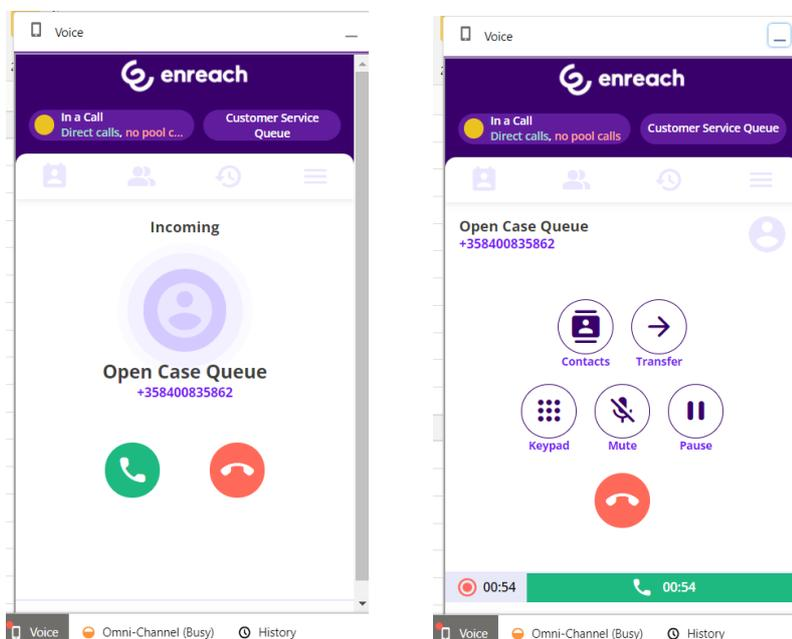 Voice
enreach
In a Call
Direct calls, no pool c...
Customer Service
Queue
Incoming
Open Case Queue
+358400835862
Voice
Omni-Channel (Busy)
History
Voice
enreach
In a Call
Direct calls, no pool calls
Customer Service Queue
Open Case Queue
+358400835862
Contacts
Transfer
Keypad
Mute
Pause
00:54
00:54
Voice
Omni-Channel (Busy)
History